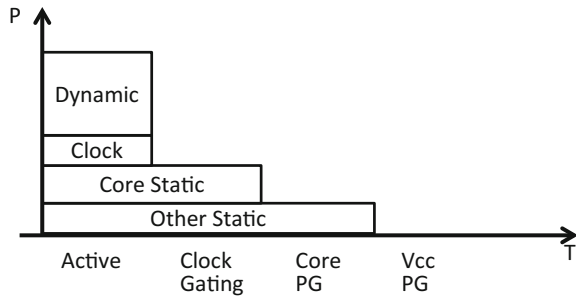 P
Dynamic
Clock
Core Static
Other Static
T
Active Clock Core Vcc
Gating PG PG